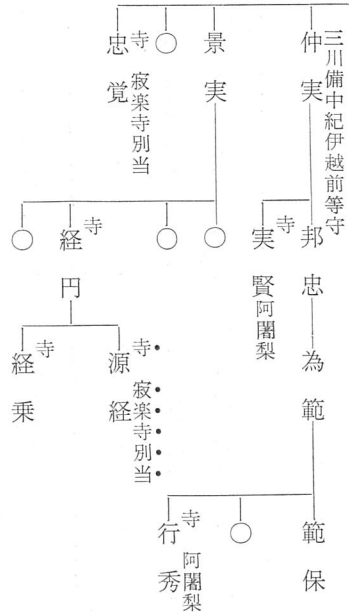 三川備中紀伊越前等守
仲実
邦忠
為範
範保
○
寺
行秀
阿闍梨
寺
実賢
阿闍梨
景実
○
○
寺
経円
寺
源経
寂楽寺別当
寺
経乗
○
○
寺
忠覚
寂楽寺別当